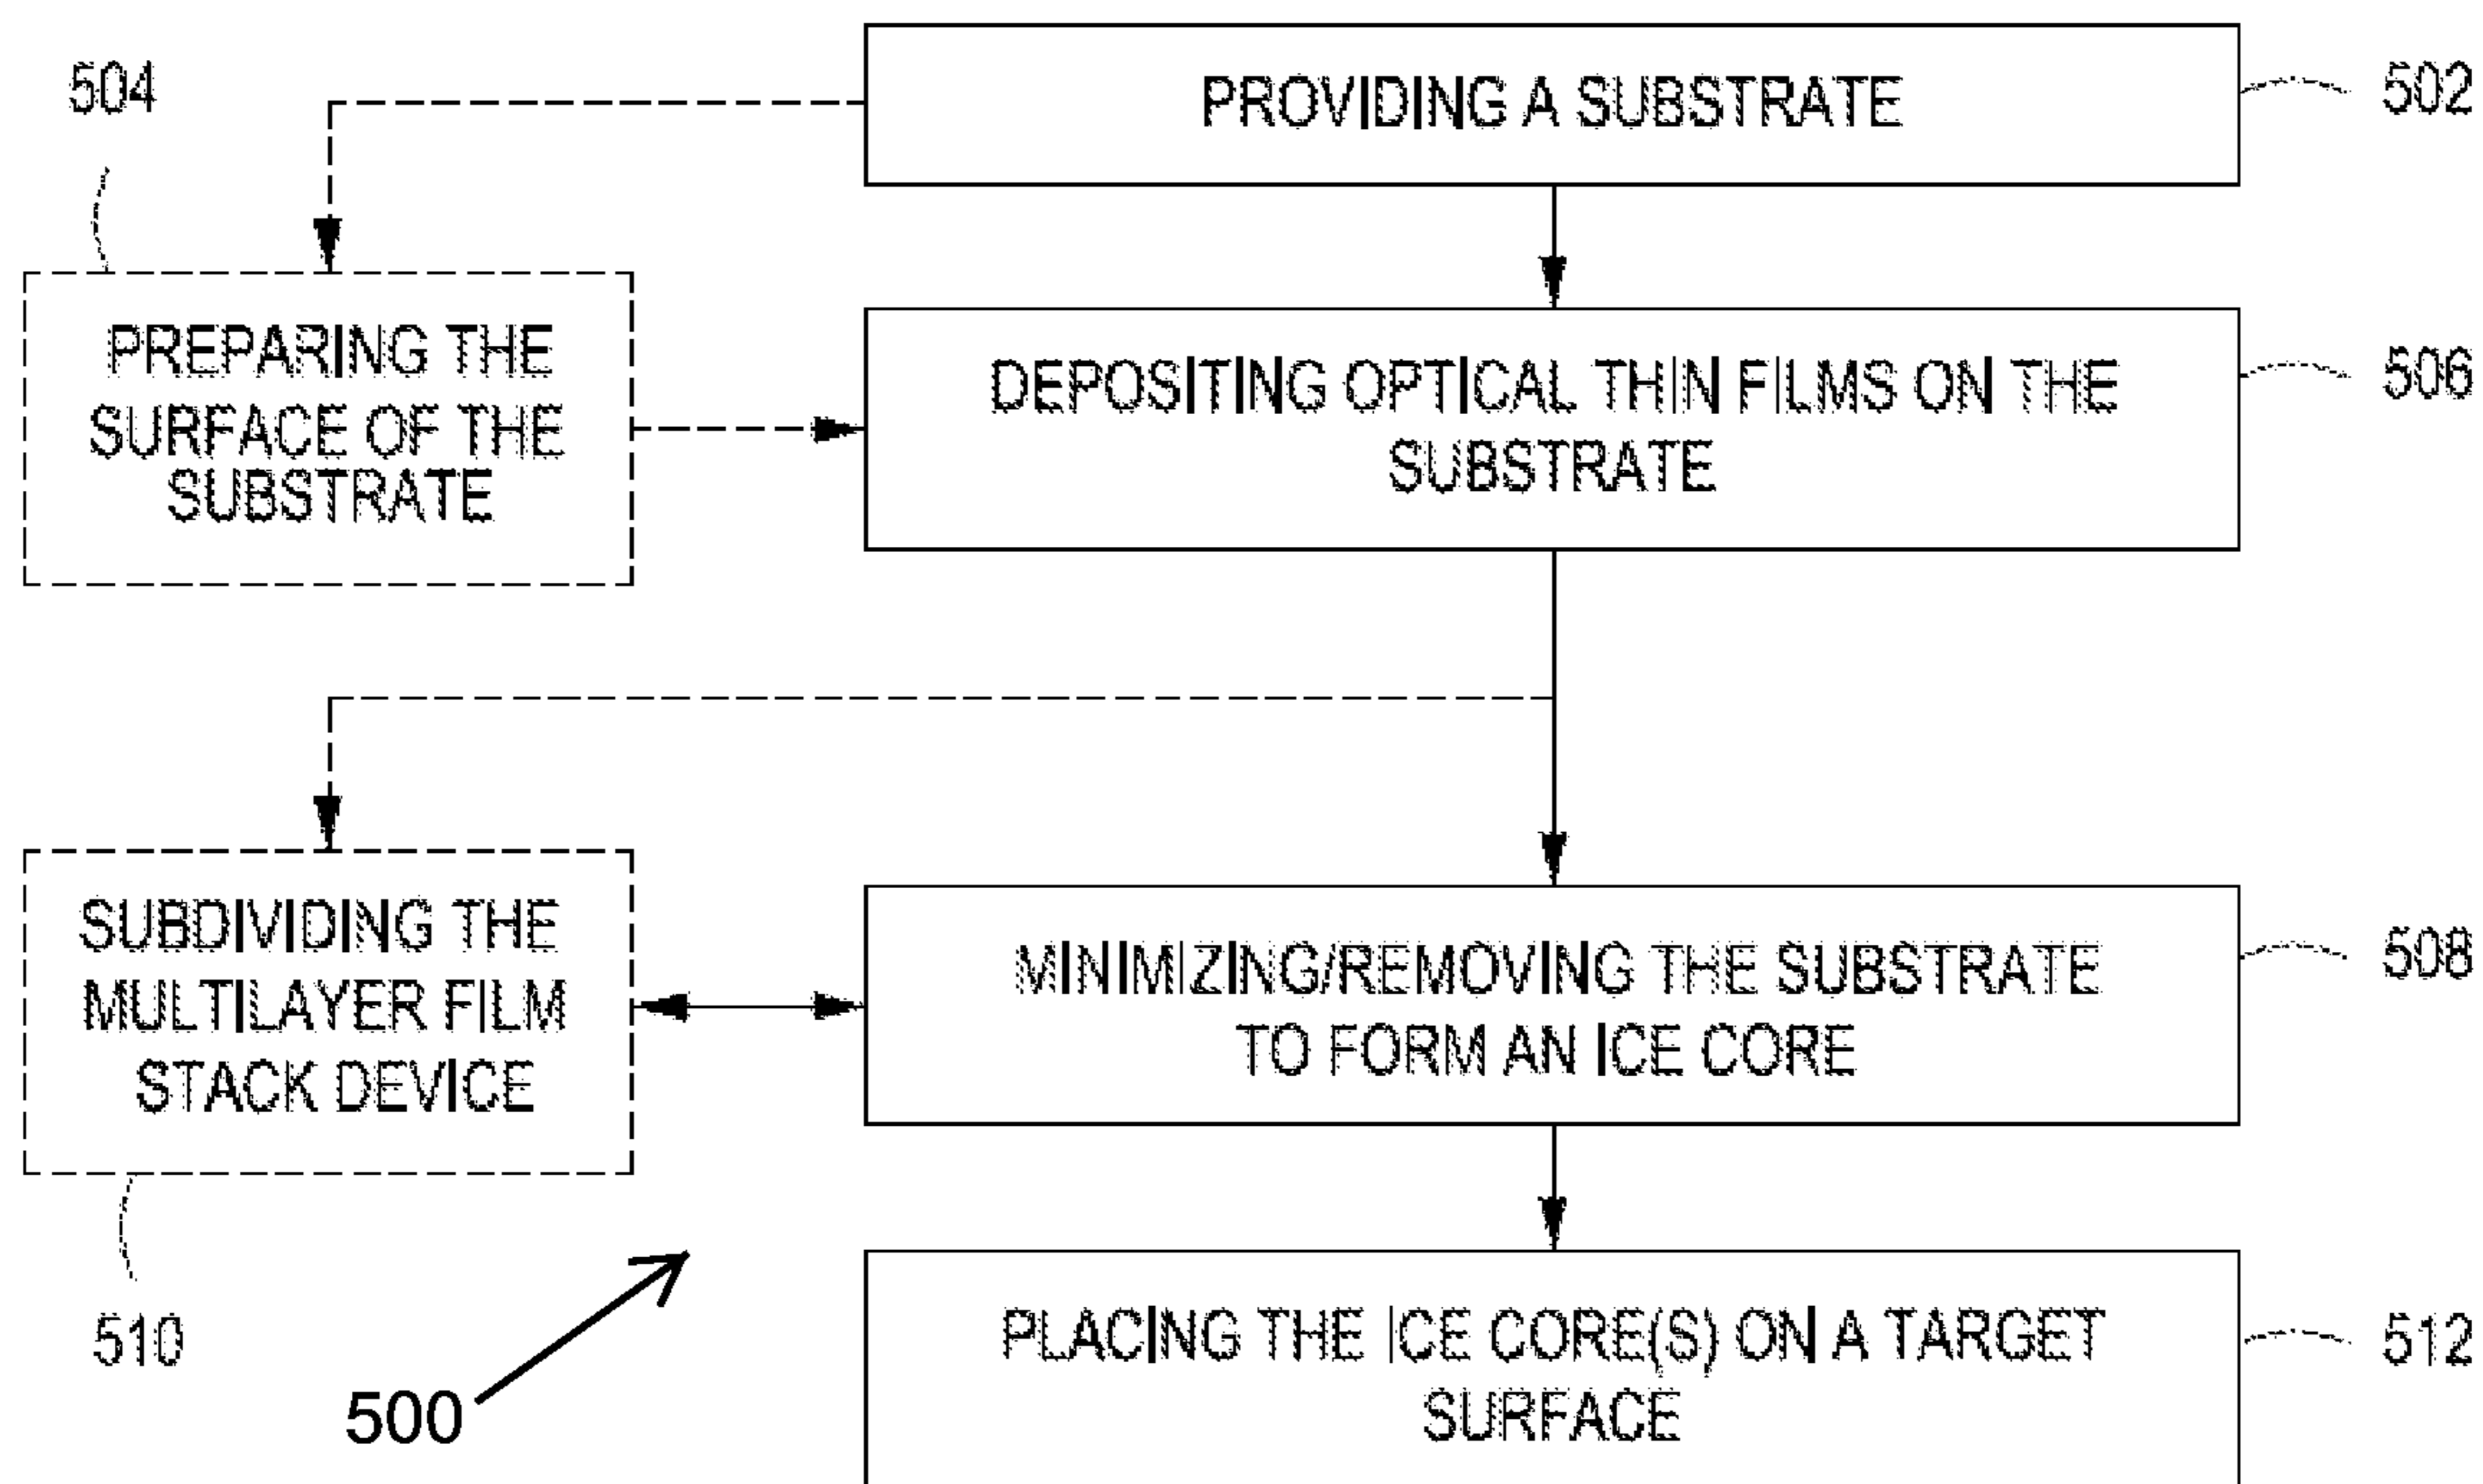 502
PROVIDING A SUBSTRATE
504
PREPARING THE
SURFACE OF THE
SUBSTRATE
DEPOSITING OPTICAL THIN FILMS ON THE
SUBSTRATE
506
SUBDIVIDING THE
MULTILAYER FILM
STACK DEVICE
510
MINIMIZING/REMOVING THE SUBSTRATE
TO FORM AN ICE CORE
508
500
PLACING THE ICE CORE(S) ON A TARGET
SURFACE
512